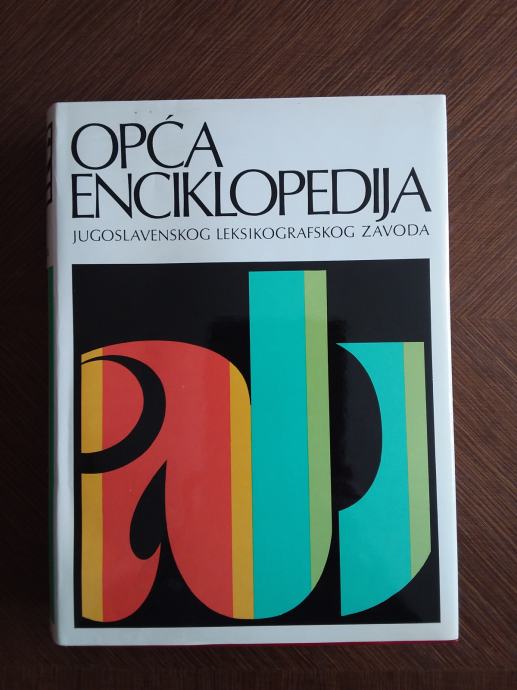 OPĆA
ENCIKLOPEDIJA
JUGOSLAVENSKOG LEKSIKOGRAFSKOG ZAVODA